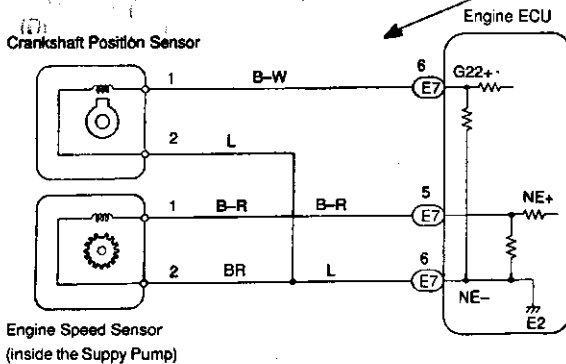 Engine ECU
Crankshaft Position Sensor
1 B–W 6 E7 G22+
2 L
1 B–R B–R 5 E7 NE+
2 BR L 6 E7 NE–
E2
Engine Speed Sensor
(inside the Suppy Pump)